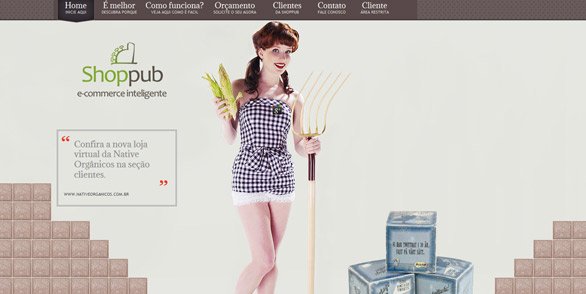 Home É melhor Como funciona? Orçamento Clientes Contato Cliente
INÍCIO AQUI DESCUBRA PORQUE VEJA AQUI COMO É FÁCIL SOLICITE O SEU AGORA DA SHOPPUB FALE CONOSCO ÁREA RESTRITA
Shoppub
e-commerce inteligente
“ Confira a nova loja
virtual da Native
Orgânicos na seção
clientes. ”
WWW.NATIVEORGANICOS.COM.BR